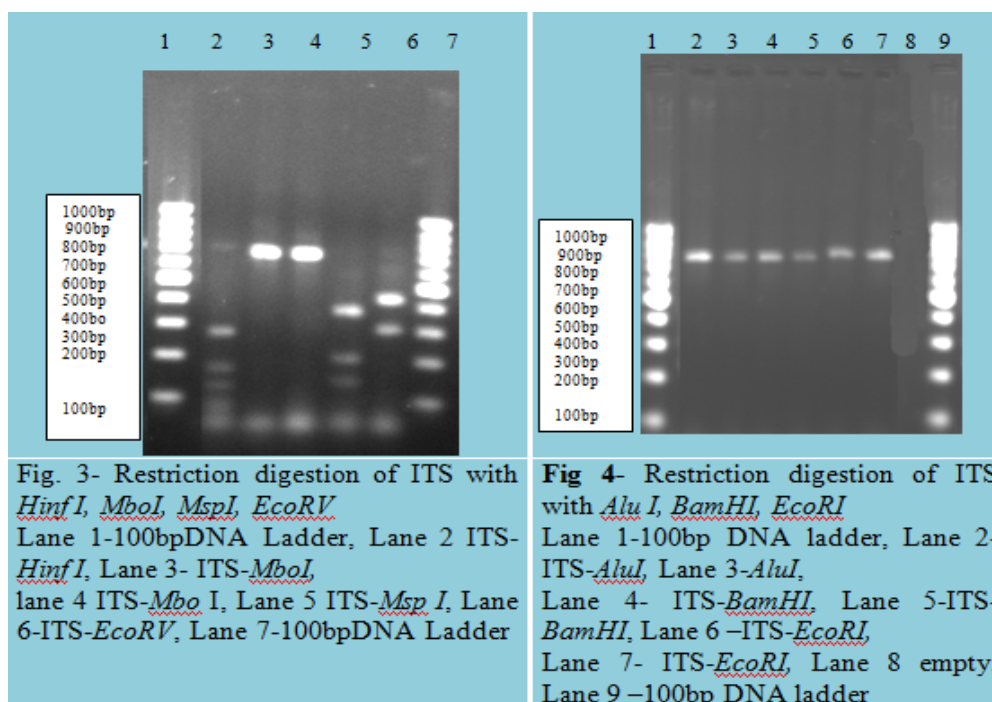 1 2 3 4 5 6 7
1000bp
900bp
800bp
700bp
600bp
500bp
400bo
300bp
200bp
100bp
Fig. 3- Restriction digestion of ITS with
Hinf I, MboI, MspI, EcoRV
Lane 1-100bpDNA Ladder, Lane 2 ITS-
Hinf I, Lane 3- ITS-MboI,
lane 4 ITS-Mbo I, Lane 5 ITS-Msp I, Lane
6-ITS-EcoRV, Lane 7-100bpDNA Ladder
1 2 3 4 5 6 7 8 9
1000bp
900bp
800bp
700bp
600bp
500bp
400bo
300bp
200bp
100bp
Fig 4- Restriction digestion of ITS
with Alu I, BamHI, EcoRI
Lane 1-100bp DNA ladder, Lane 2-
ITS-AluI, Lane 3-AluI,
Lane 4- ITS-BamHI, Lane 5-ITS-
BamHI, Lane 6 –ITS-EcoRI,
Lane 7- ITS-EcoRI, Lane 8 empty
Lane 9 –100bp DNA ladder